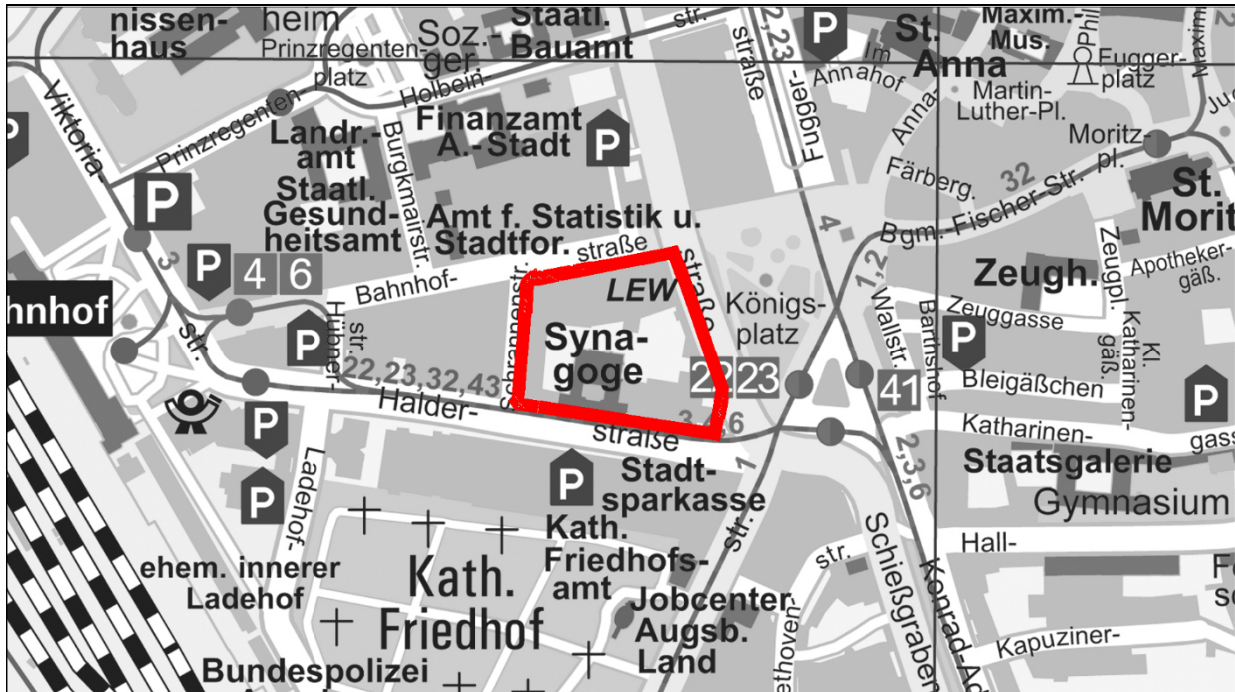 nissen-
haus
heim
Prinzregenten-
platz
Soz.-
ger.
Staatl.
Bauamt
str.
2,23
straße
Fugger-
P
Im
Annahof
St.
Anna
Maxim.-
Mus.
Phil
Fugger-
platz
Martin-
Luther-Pl.
Viktoria-
P
Prinzregenten-
Holbein-
Landr.-
amt
Burgkmairstr.
Finanzamt
A.-Stadt
P
Anna-
Färberg.
32
Moritz-
pl.
P
Staatl.
Gesund-
heitsamt
Amt f. Statistik u.
Stadtfor.
straße
4
Bgm.-Fischer-Str.
St.
Morit
3
P
4
6
Bahnhof-
Schrannenstr.
LEW
straße
Königs-
platz
1,2
Zeugh.
Zeugpl.
Apotheker-
gäß.
hnhof
str.
P
Hübner-
str.
Syna-
goge
Wallstr.
Barthshof
Zeuggasse
P
Kl.
Katharinen-
gäß.
22,23,32,43
22
23
41
Bleigäßchen
P
Halder-
straße
3,4,6
Katharinen-
gass
P
P
Ladehof-
P
Stadt-
sparkasse
1
str.
2,3,6
Staatsgalerie
Gymnasium
Kath.
Friedhofs-
amt
Schießgraben
Hall-
ehem. innerer
Ladehof
Kath.
Friedhof
str.
Jobcenter
Augsb.
Land
Konrad-Ad
Kapuziner-
Bundespolizei